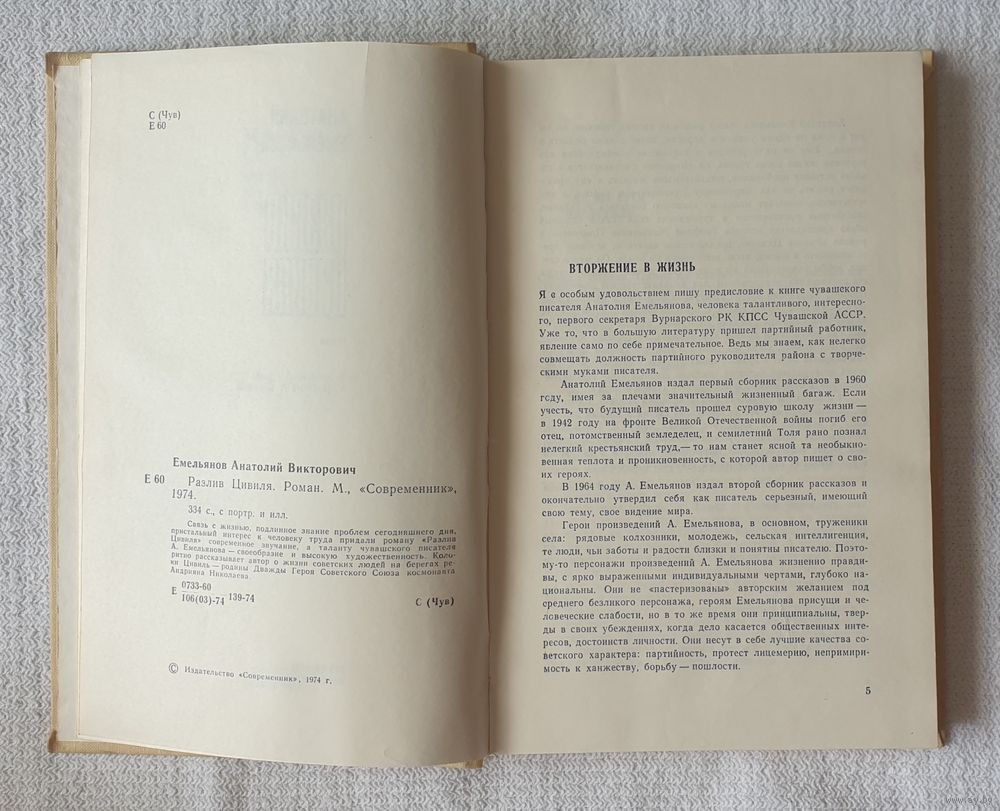 С (Чув)
Е 60
Емельянов Анатолий Викторович
Е 60
Разлив Цивиля. Роман. М., «Современник»,
1974.
334 с., с портр. и илл.
Связь с жизнью, подлинное знание проблем сегодняшнего дня,
пристальный интерес к человеку труда придали роману «Разлив
Цивиля» современное звучание, а таланту чувашского писателя
А. Емельянова — своеобразие и высокую художественность. Коло-
ритно рассказывает автор о жизни советских людей на берегах ре-
ки Цивиль — родины Дважды Героя Советского Союза космонавта
Андрияна Николаева.
Е 0733-60
106(03)-74 139-74
С (Чув)
© Издательство «Современник», 1974 г.
ВТОРЖЕНИЕ В ЖИЗНЬ
Я с особым удовольствием пишу предисловие к книге чувашского
писателя Анатолия Емельянова, человека талантливого, интересно-
го, первого секретаря Вурнарского РК КПСС Чувашской АССР.
Уже то, что в большую литературу пришел партийный работник,
явление само по себе примечательное. Ведь мы знаем, как нелегко
совмещать должность партийного руководителя района с творче-
скими муками писателя.
Анатолий Емельянов издал первый сборник рассказов в 1960
году, имея за плечами значительный жизненный багаж. Если
учесть, что будущий писатель прошел суровую школу жизни —
в 1942 году на фронте Великой Отечественной войны погиб его
отец, потомственный земледелец, и семилетний Толя рано познал
нелегкий крестьянский труд, — то нам станет ясной та необыкно-
венная теплота и проникновенность, с которой автор пишет о сво-
их героях.
В 1964 году А. Емельянов издал второй сборник рассказов и
окончательно утвердил себя как писатель серьезный, имеющий
свою тему, свое видение мира.
Герои произведений А. Емельянова, в основном, труженики
села: рядовые колхозники, молодежь, сельская интеллигенция,
те люди, чьи заботы и радости близки и понятны писателю. Поэто-
му-то персонажи произведений А. Емельянова жизненно правди-
вы, с ярко выраженными индивидуальными чертами, глубоко на-
циональны. Они не «пастеризованы» авторским желанием под
среднего безликого персонажа, героям Емельянова присущи и че-
ловеческие слабости, но в то же время они принципиальны, твер-
ды в своих убеждениях, когда дело касается общественных инте-
ресов, достоинств личности. Они несут в себе лучшие качества со-
ветского характера: партийность, протест лицемерию, непримири-
мость к ханжеству, борьбу — пошлости.
5
www.ay.by